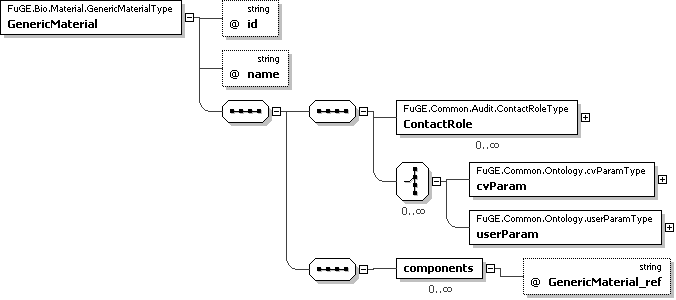 FuGE.Bio.Material.GenericMaterialType
GenericMaterial
string
@ id
string
@ name
FuGE.Common.Audit.ContactRoleType
ContactRole
0..∞
FuGE.Common.Ontology.cvParamType
cvParam
0..∞
FuGE.Common.Ontology.userParamType
userParam
components
0..∞
string
@ GenericMaterial_ref